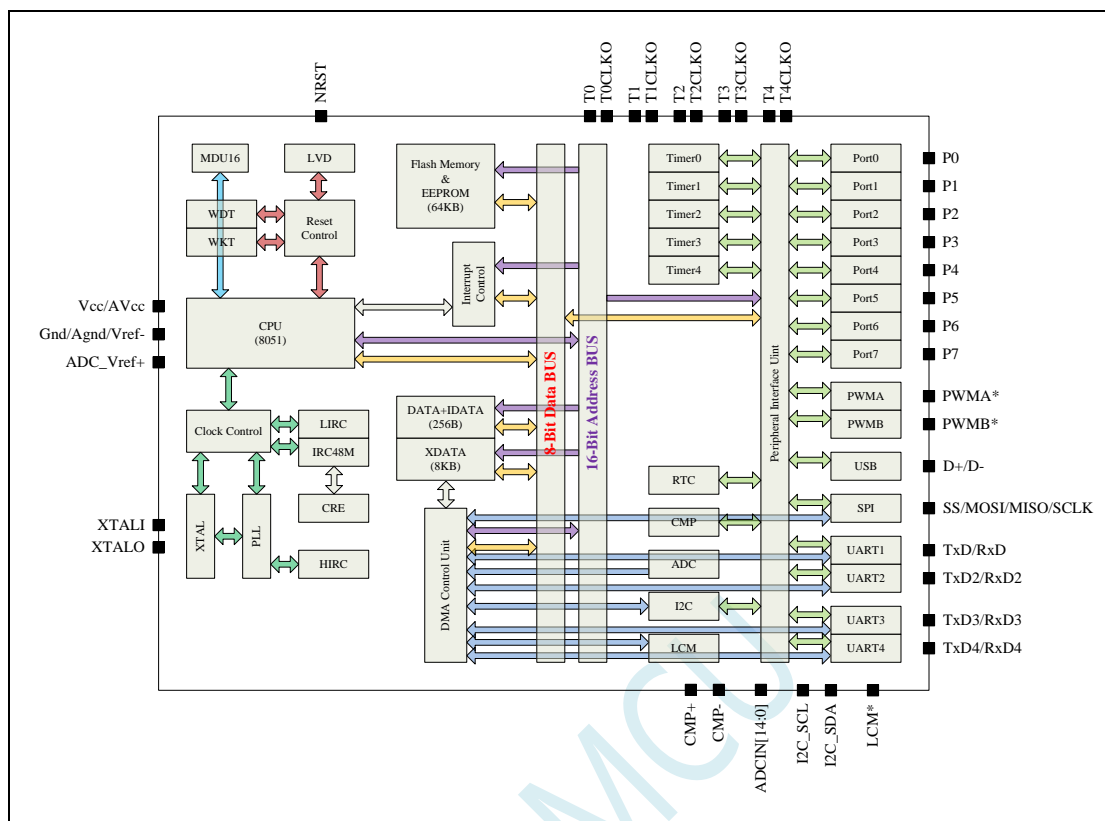 NRST
T0
T0CLKO
T1
T1CLKO
T2
T2CLKO
T3
T3CLKO
T4
T4CLKO
MDU16
LVD
WDT
WKT
Reset
Control
Flash Memory
&
EEPROM
(64KB)
Interrupt
Control
Vcc/AVcc
Gnd/Agnd/Vref-
ADC_Vref+
CPU
(8051)
Clock Control
LIRC
IRC48M
CRE
XTALI
XTALO
XTAL
PLL
HIRC
DATA+IDATA
(256B)
XDATA
(8KB)
DMA Control Unit
8-Bit Data BUS
16-Bit Address BUS
Timer0
Timer1
Timer2
Timer3
Timer4
RTC
CMP
ADC
I2C
LCM
Peripheral Interface Uint
Port0
Port1
Port2
Port3
Port4
Port5
Port6
Port7
PWMA
PWMB
USB
SPI
UART1
UART2
UART3
UART4
P0
P1
P2
P3
P4
P5
P6
P7
PWMA*
PWMB*
D+/D-
SS/MOSI/MISO/SCLK
TxD/RxD
TxD2/RxD2
TxD3/RxD3
TxD4/RxD4
CMP+
CMP-
ADCIN[14:0]
I2C_SCL
I2C_SDA
LCM*
MCU